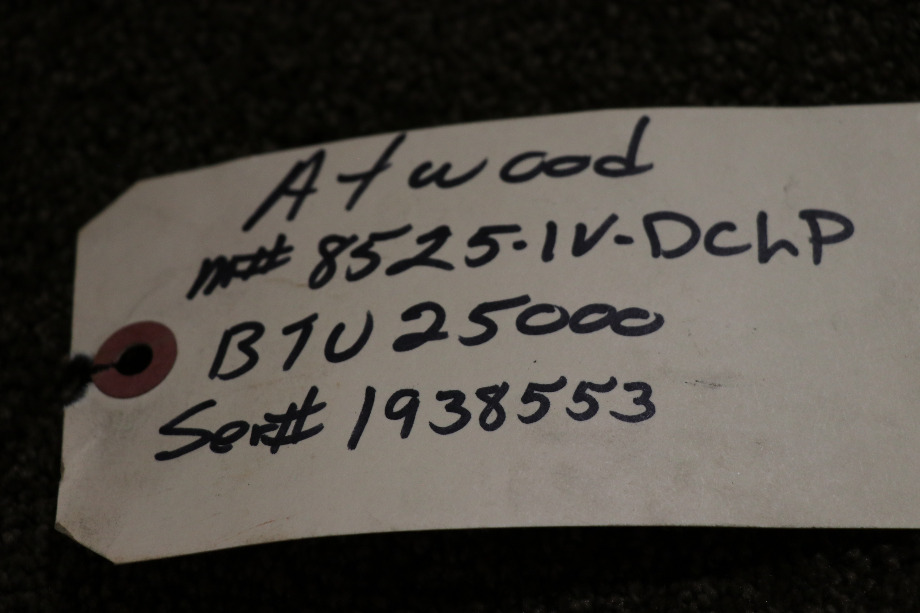 Atwood
m# 8525-IV-DCLP
BTU 25000
Ser# 1938553